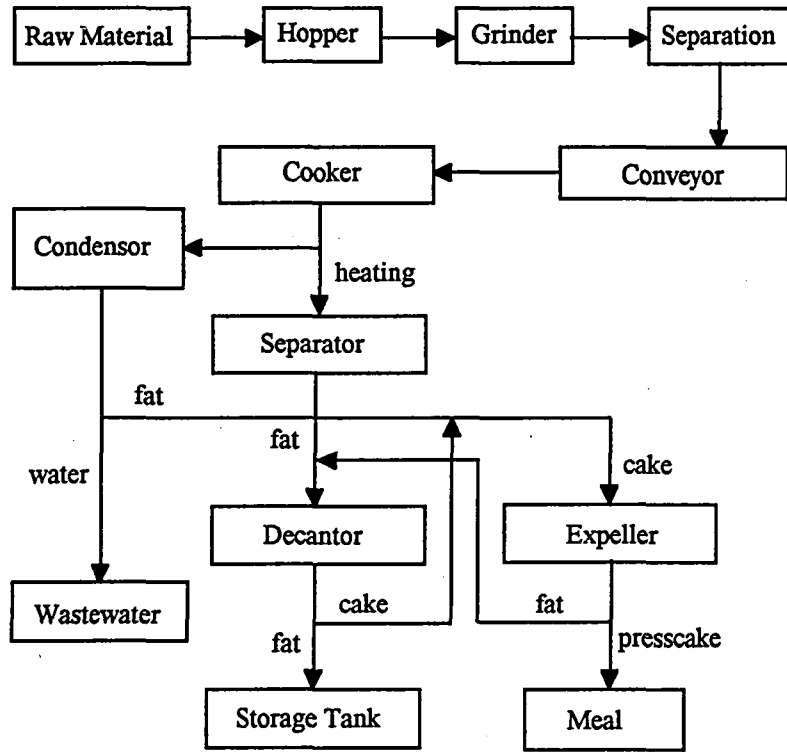 Raw Material
Hopper
Grinder
Separation
Cooker
Conveyor
Condensor
heating
Separator
fat
fat
water
cake
Decantor
Expeller
Wastewater
cake
fat
fat
presscake
Storage Tank
Meal